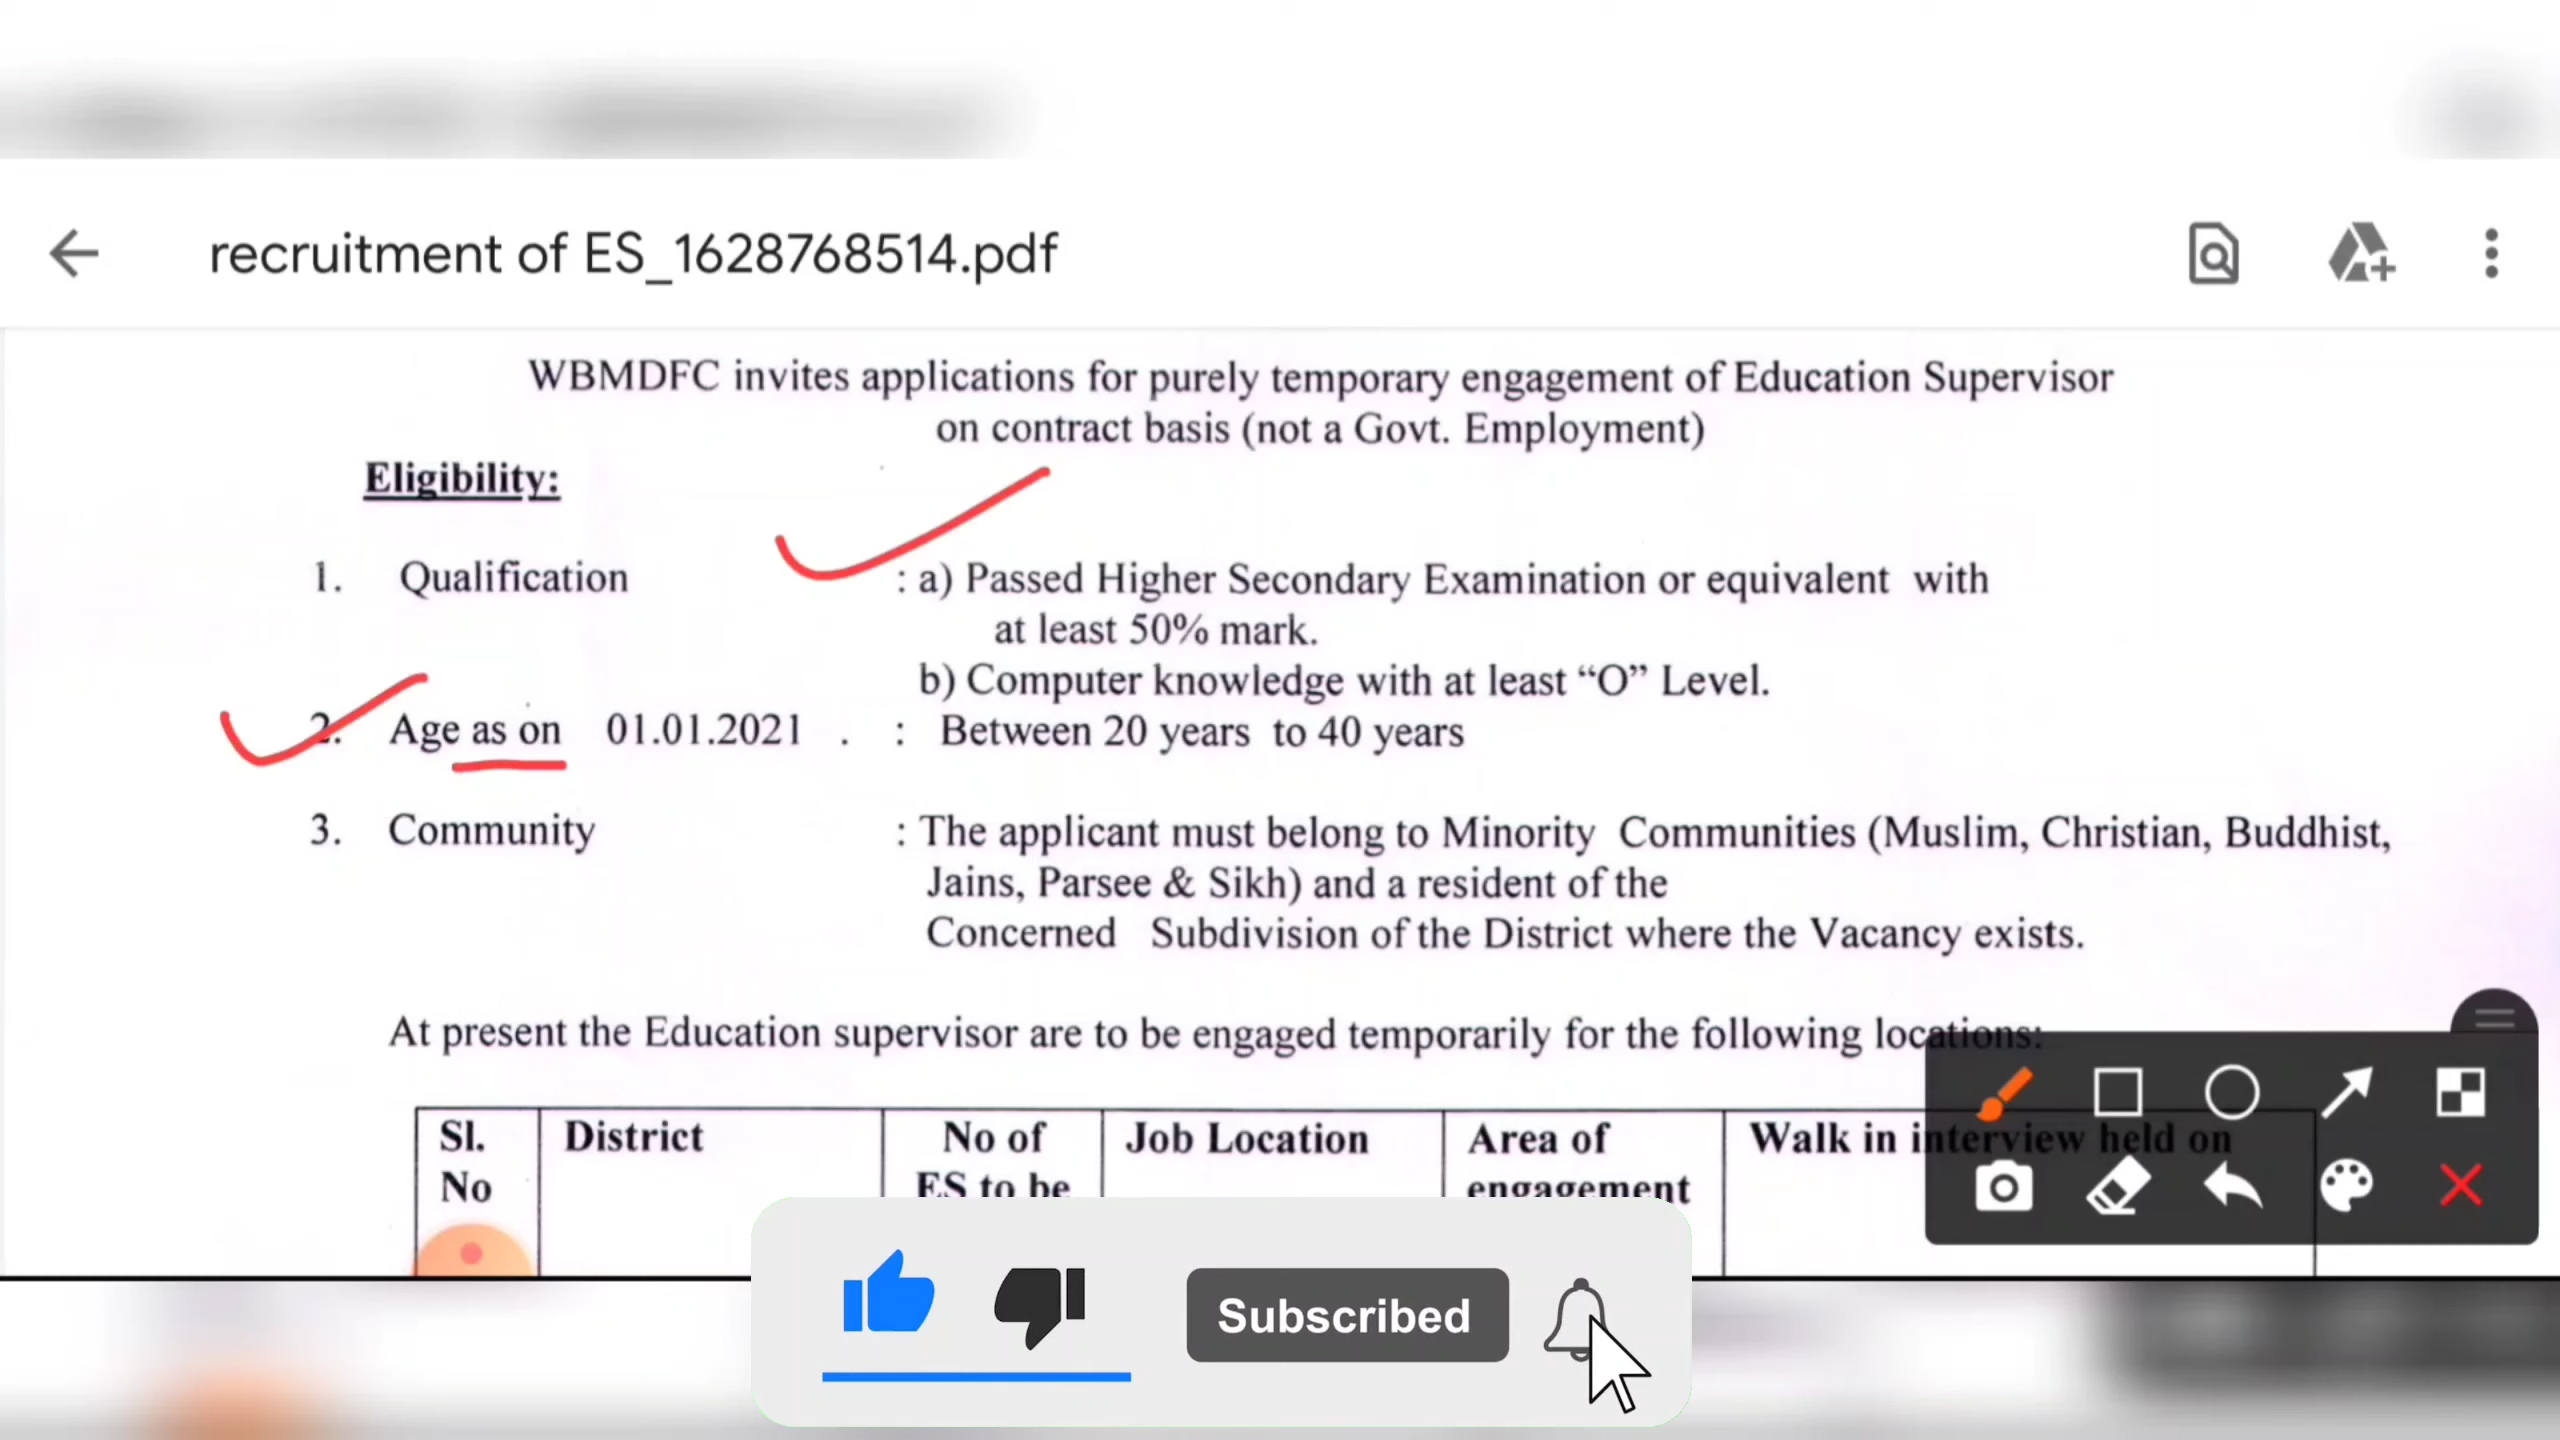 recruitment of ES_1628768514.pdf
WBMDFC invites applications for purely temporary engagement of Education Supervisor
on contract basis (not a Govt. Employment)
Eligibility:
1. Qualification : a) Passed Higher Secondary Examination or equivalent with
at least 50% mark.
b) Computer knowledge with at least “O” Level.
2. Age as on 01.01.2021 . : Between 20 years to 40 years
3. Community : The applicant must belong to Minority Communities (Muslim, Christian, Buddhist,
Jains, Parsee & Sikh) and a resident of the
Concerned Subdivision of the District where the Vacancy exists.
At present the Education supervisor are to be engaged temporarily for the following locations:
Sl. District No of Job Location Area of Walk in interview held on
No ES to be engagement
Subscribed